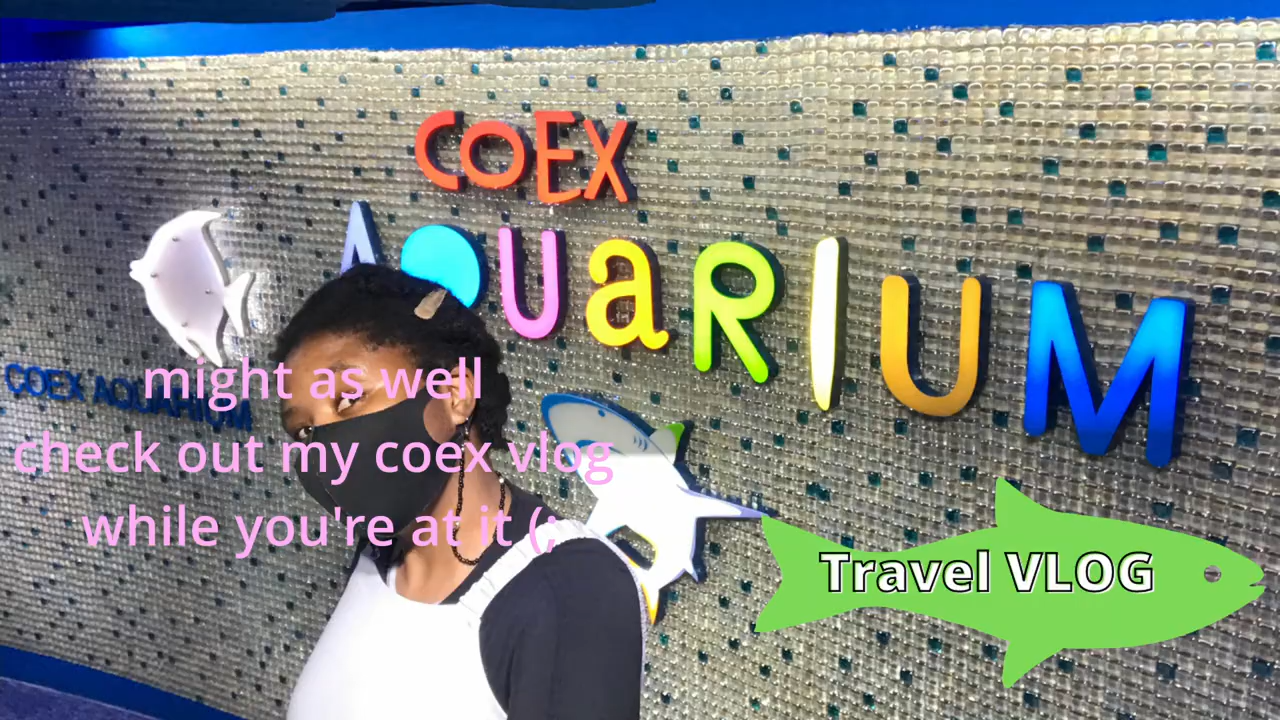 CoEX
AQUaRIUM
COEX AQUARIUM
might as well
check out my coex vlog
while you're at it (;
Travel VLOG